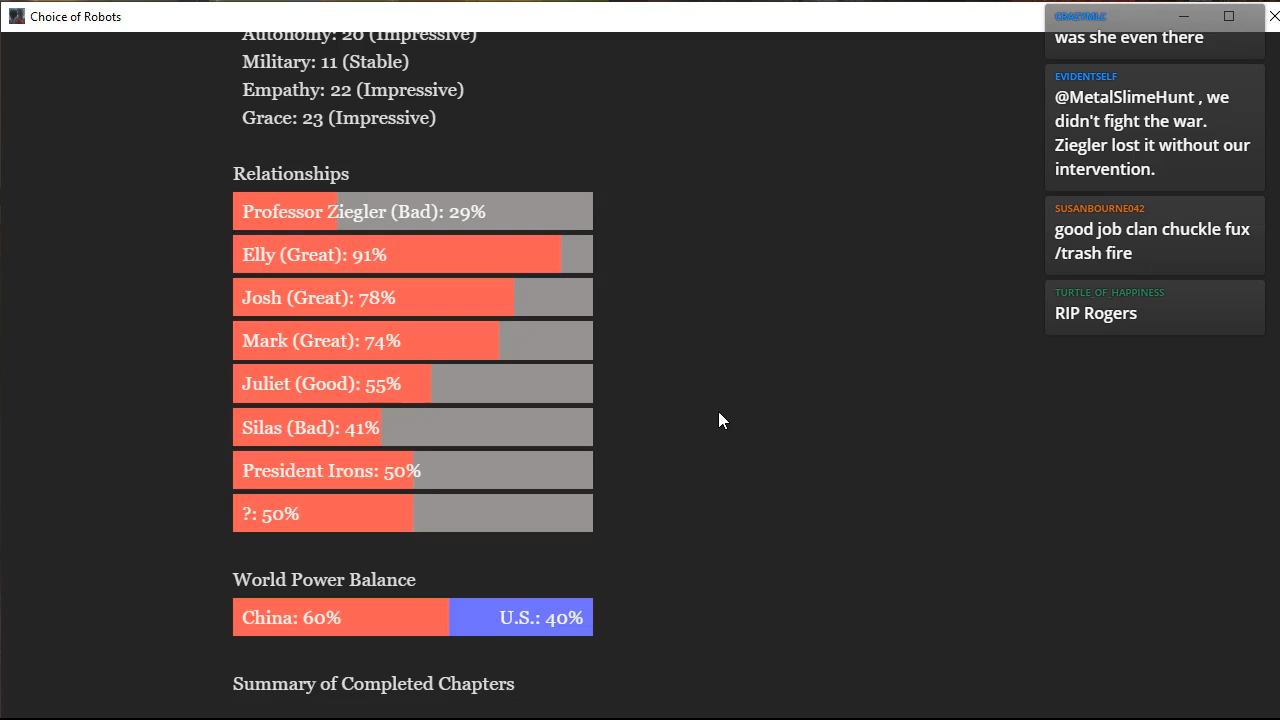 Choice of Robots
Autonomy: 20 (Impressive)
Military: 11 (Stable)
Empathy: 22 (Impressive)
Grace: 23 (Impressive)
Relationships
Professor Ziegler (Bad): 29%
Elly (Great): 91%
Josh (Great): 78%
Mark (Great): 74%
Juliet (Good): 55%
Silas (Bad): 41%
President Irons: 50%
?: 50%
World Power Balance
China: 60% U.S.: 40%
Summary of Completed Chapters
CRAZYMLC
was she even there
EVIDENTSELF
@MetalSlimeHunt , we
didn't fight the war.
Ziegler lost it without our
intervention.
SUSANBOURNE042
good job clan chuckle fux
/trash fire
TURTLE_OF_HAPPINESS
RIP Rogers